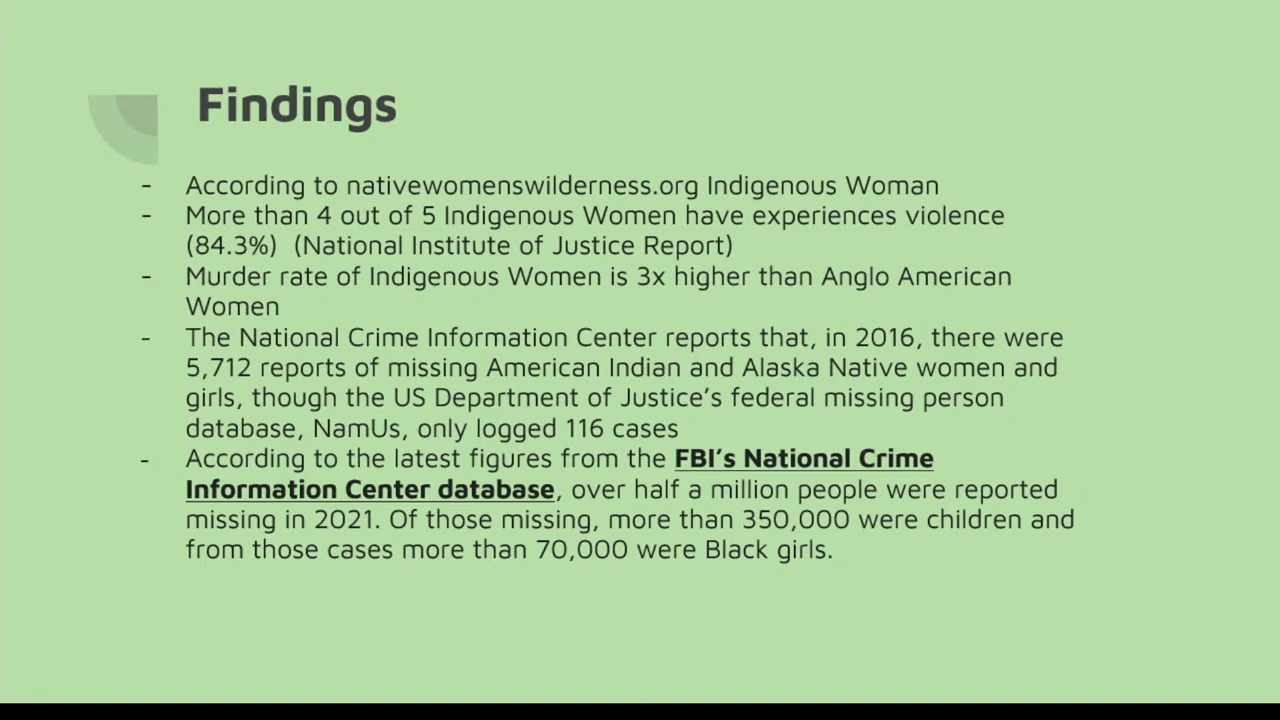 Findings
- According to nativewomenswilderness.org Indigenous Woman
- More than 4 out of 5 Indigenous Women have experiences violence
(84.3%) (National Institute of Justice Report)
- Murder rate of Indigenous Women is 3x higher than Anglo American
Women
- The National Crime Information Center reports that, in 2016, there were
5,712 reports of missing American Indian and Alaska Native women and
girls, though the US Department of Justice’s federal missing person
database, NamUs, only logged 116 cases
- According to the latest figures from the FBI’s National Crime
Information Center database, over half a million people were reported
missing in 2021. Of those missing, more than 350,000 were children and
from those cases more than 70,000 were Black girls.